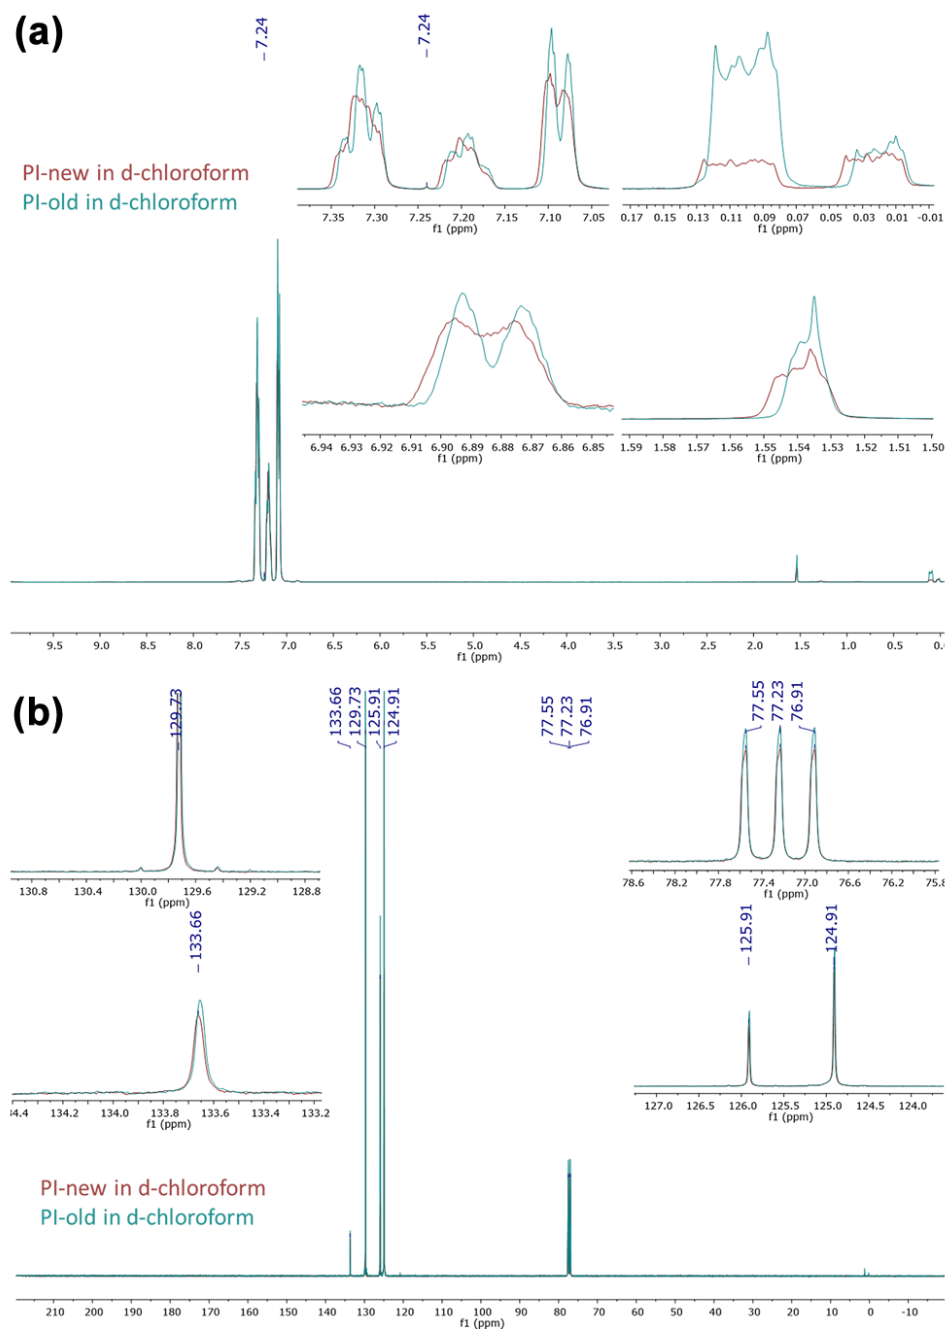 (a)
7.24
7.24
PI-new in d-chloroform
PI-old in d-chloroform
7.35 7.30 7.25 7.20 7.15 7.10 7.05
f1 (ppm)
0.17 0.15 0.13 0.11 0.09 0.07 0.05 0.03 0.01 -0.01
f1 (ppm)
6.94 6.93 6.92 6.91 6.90 6.89 6.88 6.87 6.86 6.85
f1 (ppm)
1.59 1.58 1.57 1.56 1.55 1.54 1.53 1.52 1.51 1.50
f1 (ppm)
9.5 9.0 8.5 8.0 7.5 7.0 6.5 6.0 5.5 5.0 4.5 4.0 3.5 3.0 2.5 2.0 1.5 1.0 0.5 0.0
f1 (ppm)
(b)
129.73
133.66
129.73
125.91
124.91
77.55
77.23
76.91
77.55
77.23
76.91
130.8 130.4 130.0 129.6 129.2 128.8
f1 (ppm)
78.6 78.2 77.8 77.4 77.0 76.6 76.2 75.8
f1 (ppm)
133.66
125.91
124.91
134.2 134.0 133.8 133.6 133.4 133.2
f1 (ppm)
127.0 126.5 126.0 125.5 125.0 124.5 124.0
f1 (ppm)
PI-new in d-chloroform
PI-old in d-chloroform
210 200 190 180 170 160 150 140 130 120 110 100 90 80 70 60 50 40 30 20 10 0 -10
f1 (ppm)